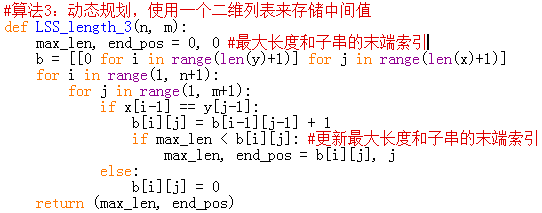 #算法3：动态规划，使用一个二维列表来存储中间值
def LSS_length_3(n, m):
    max_len, end_pos = 0, 0 #最大长度和子串的末端索引
    b = [[0 for i in range(len(y)+1)] for j in range(len(x)+1)]
    for i in range(1, n+1):
        for j in range(1, m+1):
            if x[i-1] == y[j-1]:
                b[i][j] = b[i-1][j-1] + 1
                if max_len < b[i][j]: #更新最大长度和子串的末端索引
                    max_len, end_pos = b[i][j], j
            else:
                b[i][j] = 0
    return (max_len, end_pos)